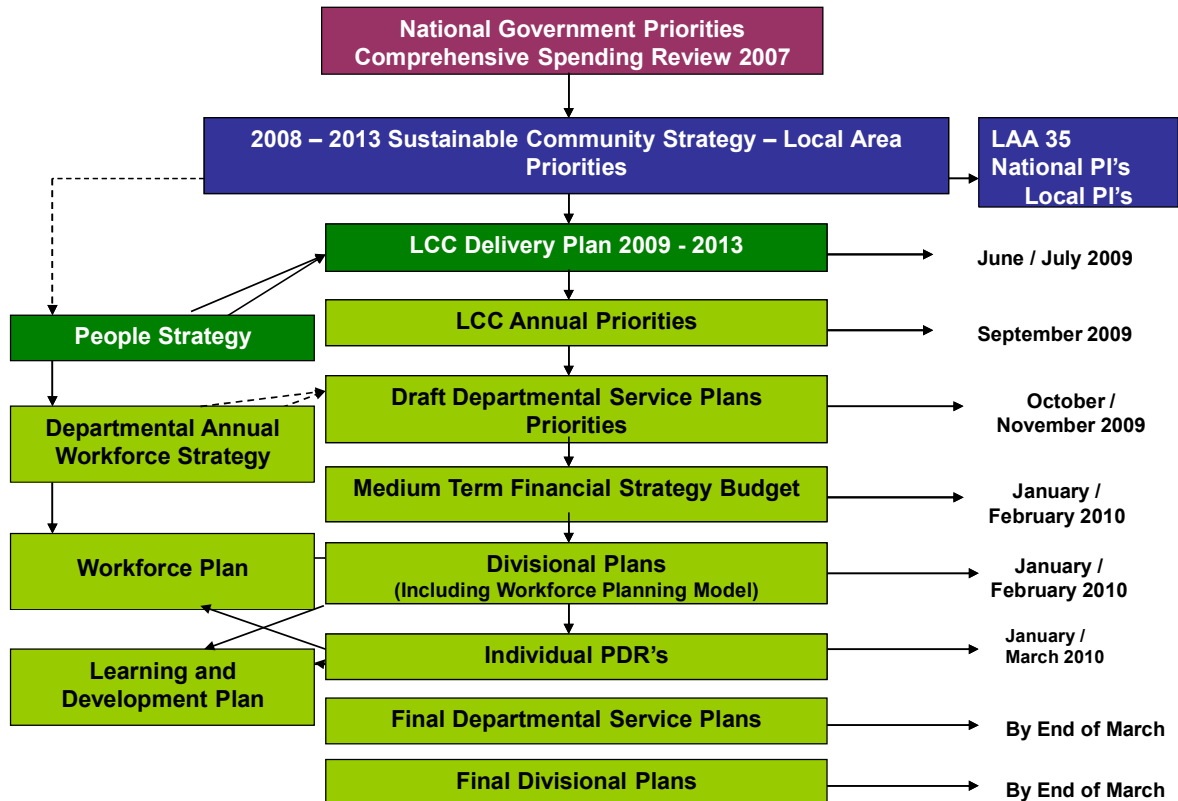 National Government Priorities
Comprehensive Spending Review 2007
2008 – 2013 Sustainable Community Strategy – Local Area
Priorities
LAA 35
National PI's
Local PI's
LCC Delivery Plan 2009 - 2013
June / July 2009
People Strategy
LCC Annual Priorities
September 2009
Departmental Annual
Workforce Strategy
Draft Departmental Service Plans
Priorities
October /
November 2009
Medium Term Financial Strategy Budget
January /
February 2010
Workforce Plan
Divisional Plans
(Including Workforce Planning Model)
January /
February 2010
Learning and
Development Plan
Individual PDR's
January /
March 2010
Final Departmental Service Plans
By End of March
Final Divisional Plans
By End of March